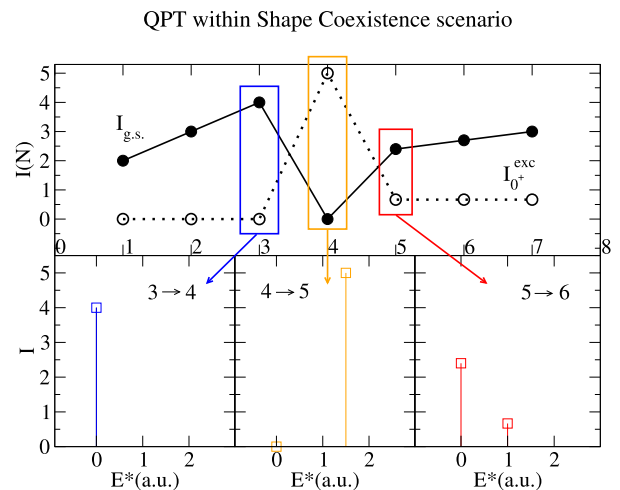 QPT within Shape Coexistence scenario
I(N)
5
4
3
2
1
0
I g.s.
I 0+ exc
0 1 2 3 4 5 6 7 8
I
5
4
3
2
1
0
3 → 4
4 → 5
5 → 6
0 1 2 0 1 2 0 1 2
E*(a.u.) E*(a.u.) E*(a.u.)